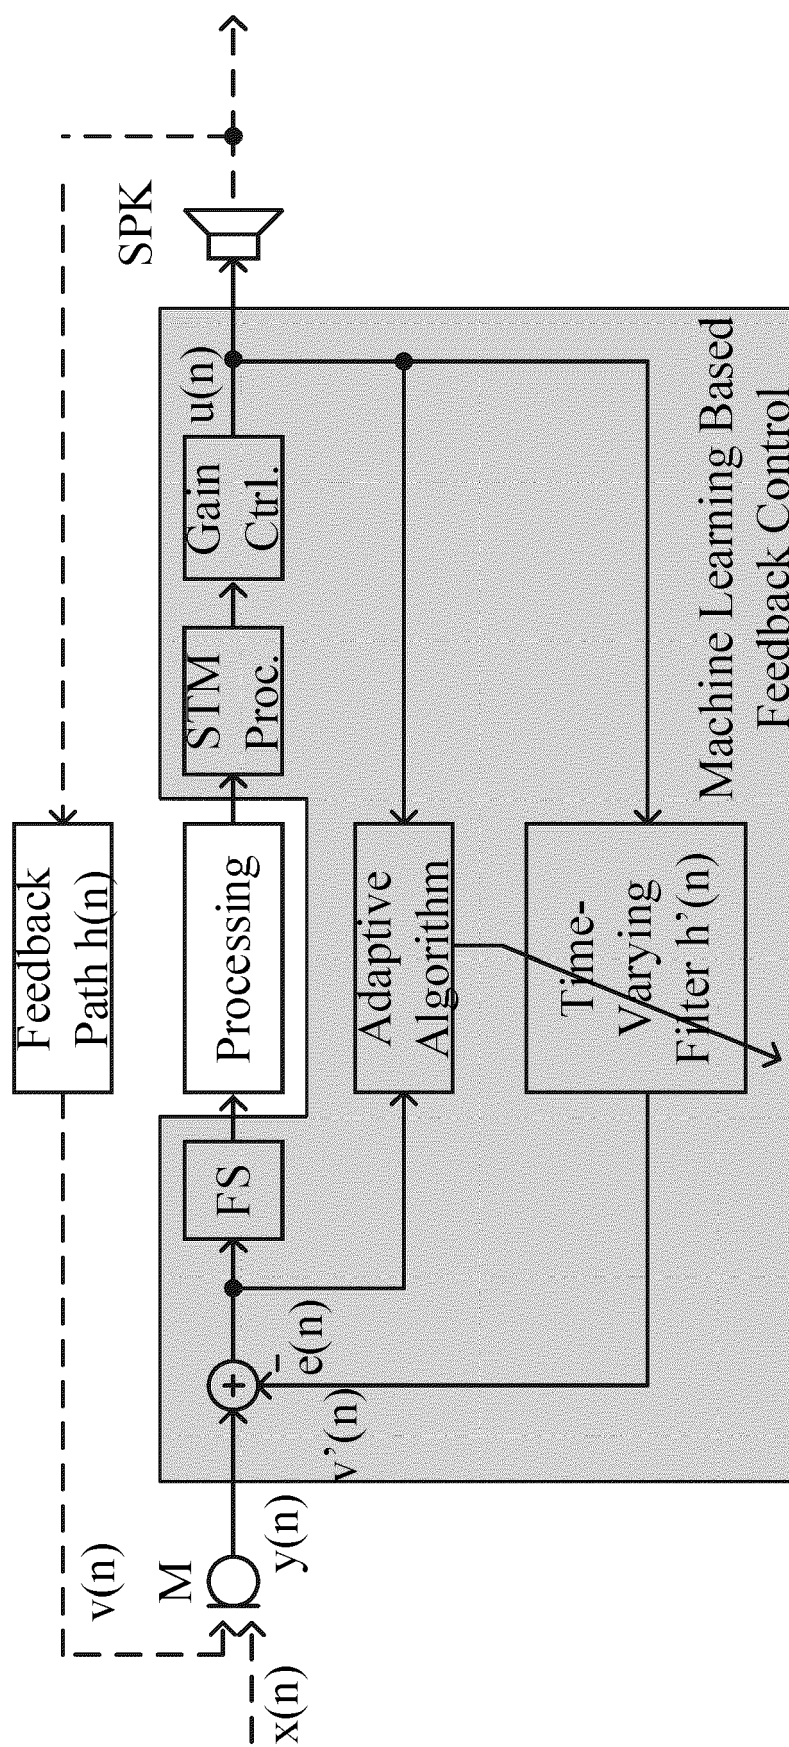 Feedback
Path h(n)
v(n)
SPK
M
x(n)
y(n)
v'(n)
e(n)
-
+
FS
Processing
STM
Proc.
Gain
Ctrl.
u(n)
Adaptive
Algorithm
Time-
Varying
Filter h'(n)
Machine Learning Based
Feedback Control